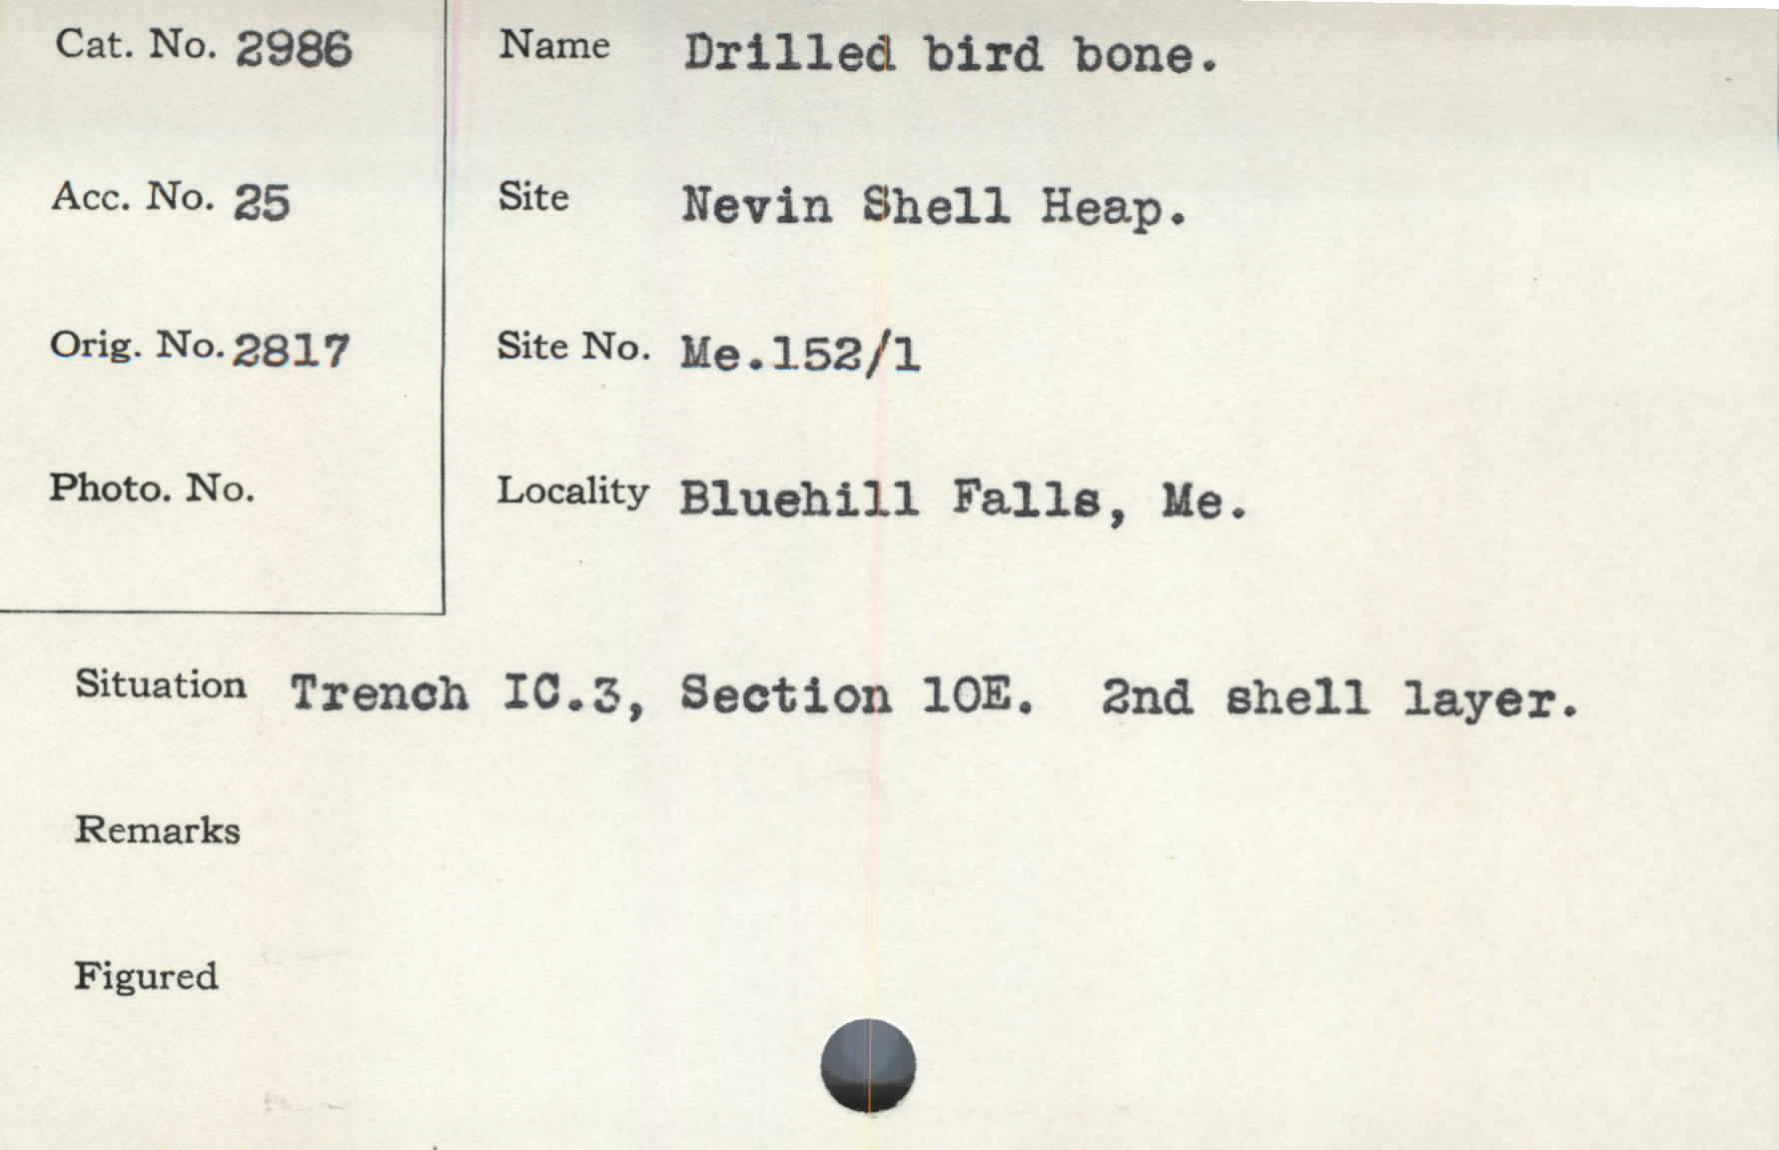 Cat. No. 2986
Name Drilled bird bone.
Acc. No. 25
Site Nevin Shell Heap.
Orig. No. 2817
Site No. Me.152/1
Photo. No.
Locality Bluehill Falls, Me.
Situation Trench IC.3, Section 10E. 2nd shell layer.
Remarks
Figured